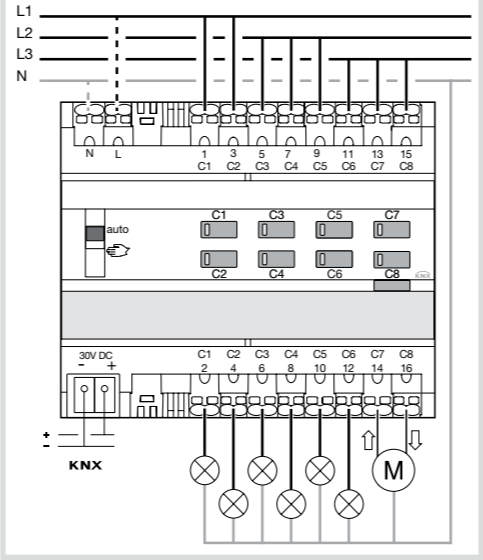 L1
L2
L3
N
N L 1 3 5 7 9 11 13 15
C1 C2 C3 C4 C5 C6 C7 C8
auto
C1 C3 C5 C7
C2 C4 C6 C8
KNX
30V DC
- +
C1 C2 C3 C4 C5 C6 C7 C8
2 4 6 8 10 12 14 16
+
-
KNX
M